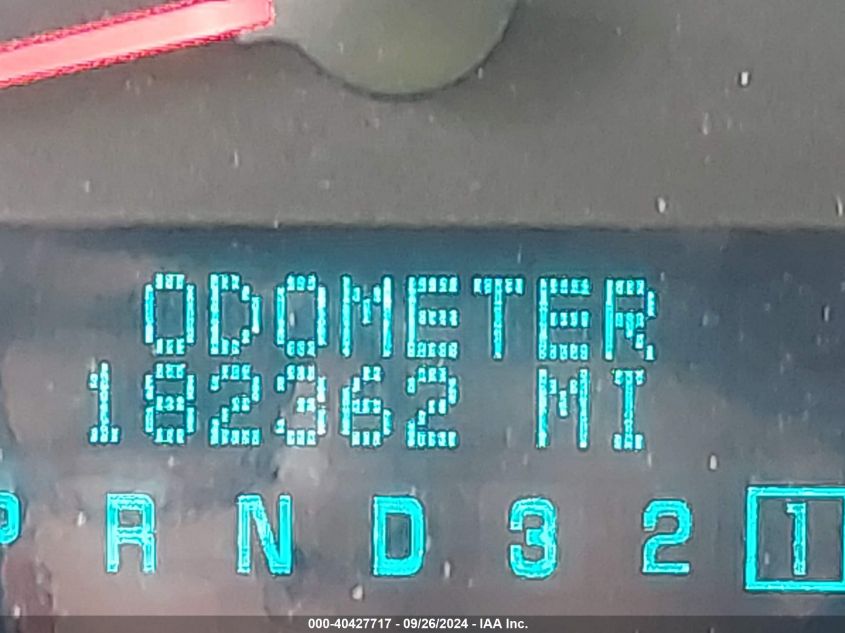 ODOMETER
182362 MI
P R N D 3 2 1
000-40427717 - 09/26/2024 - IAA Inc.